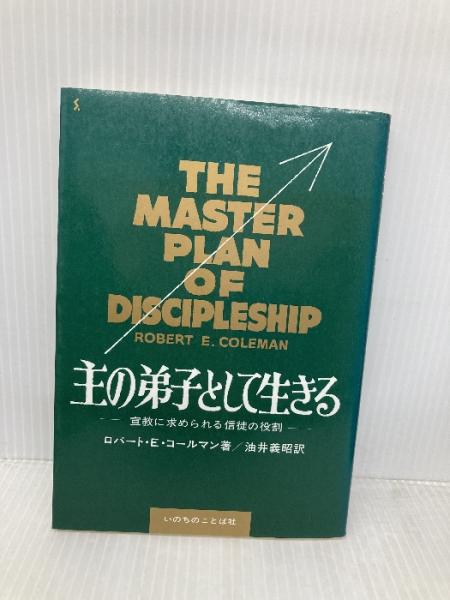 THE
MASTER
PLAN
OF
DISCIPLESHIP
ROBERT E. COLEMAN
主の弟子として生きる
— 宣教に求められる信徒の役割 —
ロバート・E・コールマン著／油井義昭訳
いのちのことば社